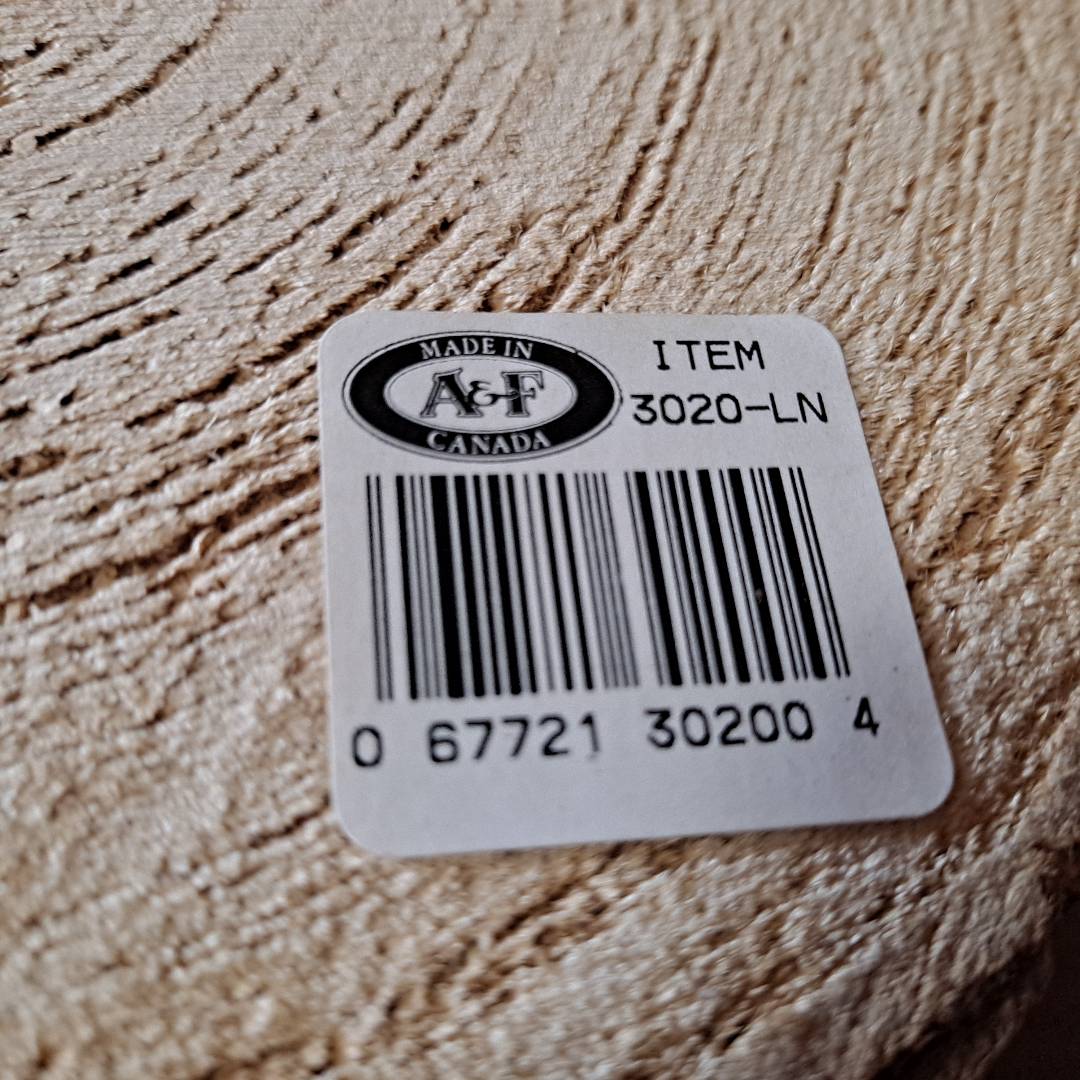 MADE IN
A&F
CANADA
ITEM
3020-LN
0 67721 30200 4